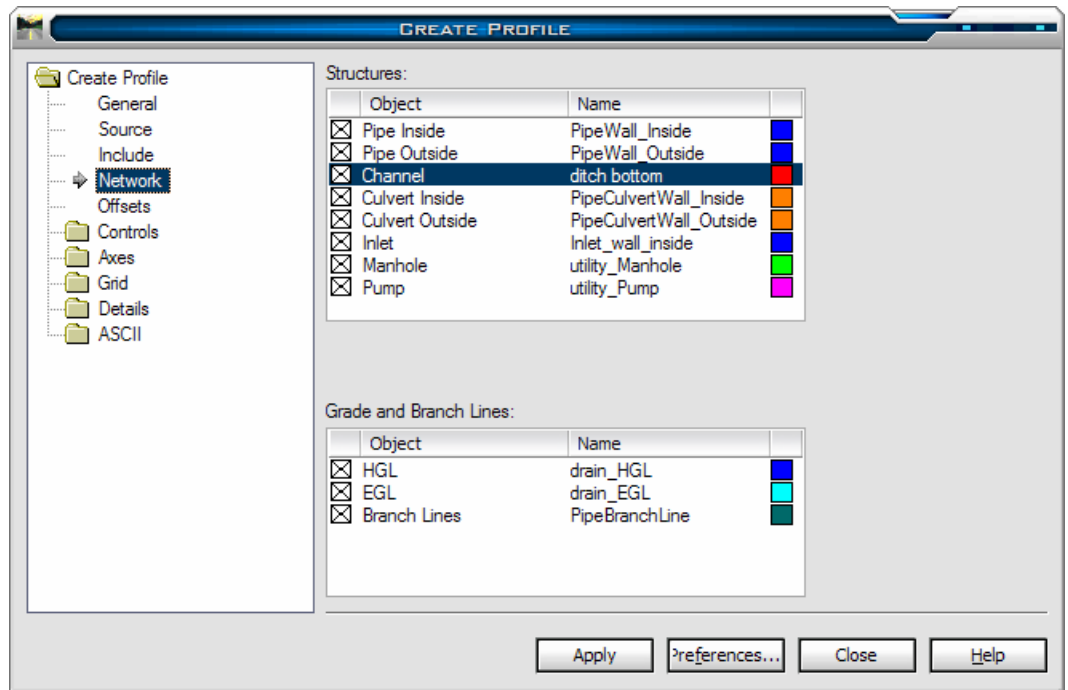 CREATE PROFILE
Create Profile
General
Source
Include
Network
Offsets
Controls
Axes
Grid
Details
ASCII
Structures:
Object Name
Pipe Inside PipeWall_Inside
Pipe Outside PipeWall_Outside
Channel ditch bottom
Culvert Inside PipeCulvertWall_Inside
Culvert Outside PipeCulvertWall_Outside
Inlet Inlet_wall_inside
Manhole utility_Manhole
Pump utility_Pump
Grade and Branch Lines:
Object Name
HGL drain_HGL
EGL drain_EGL
Branch Lines PipeBranchLine
Apply Preferences... Close Help